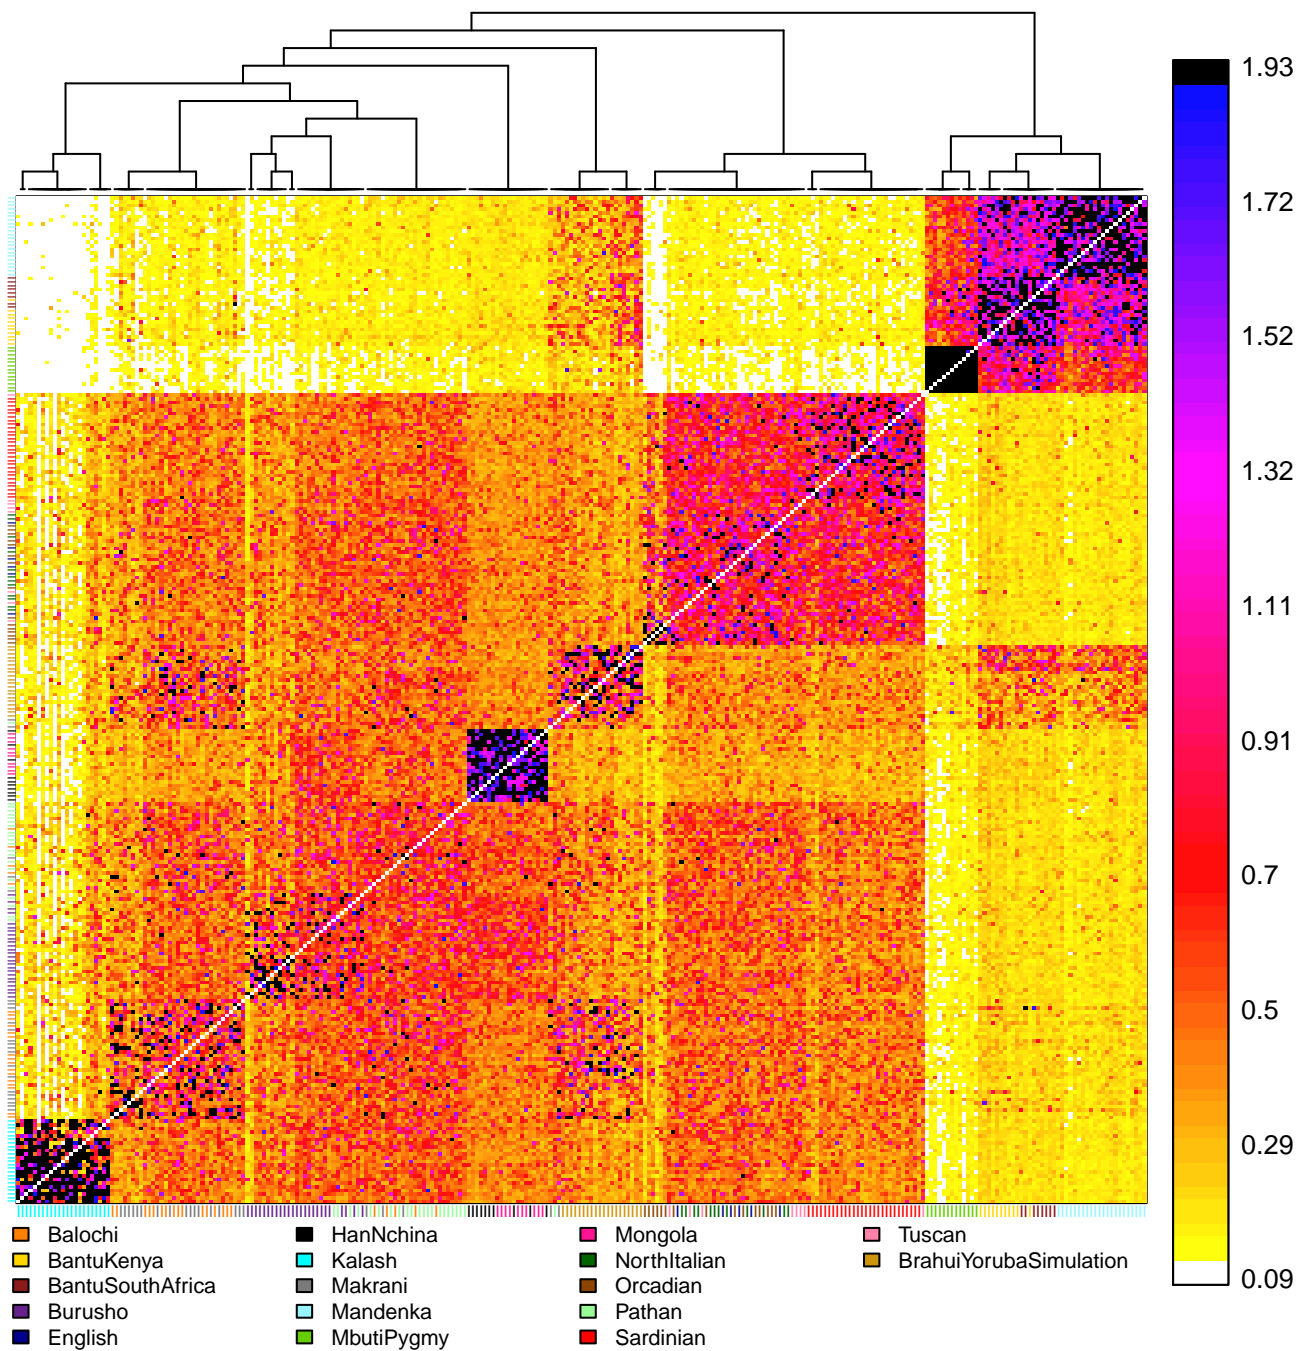 1.93
1.72
1.52
1.32
1.11
0.91
0.7
0.5
0.29
0.09
Balochi
BantuKenya
BantuSouthAfrica
Burusho
English
HanNchina
Kalash
Makrani
Mandenka
MbutiPygmy
Mongola
NorthItalian
Orcadian
Pathan
Sardinian
Tuscan
BrahuiYorubaSimulation